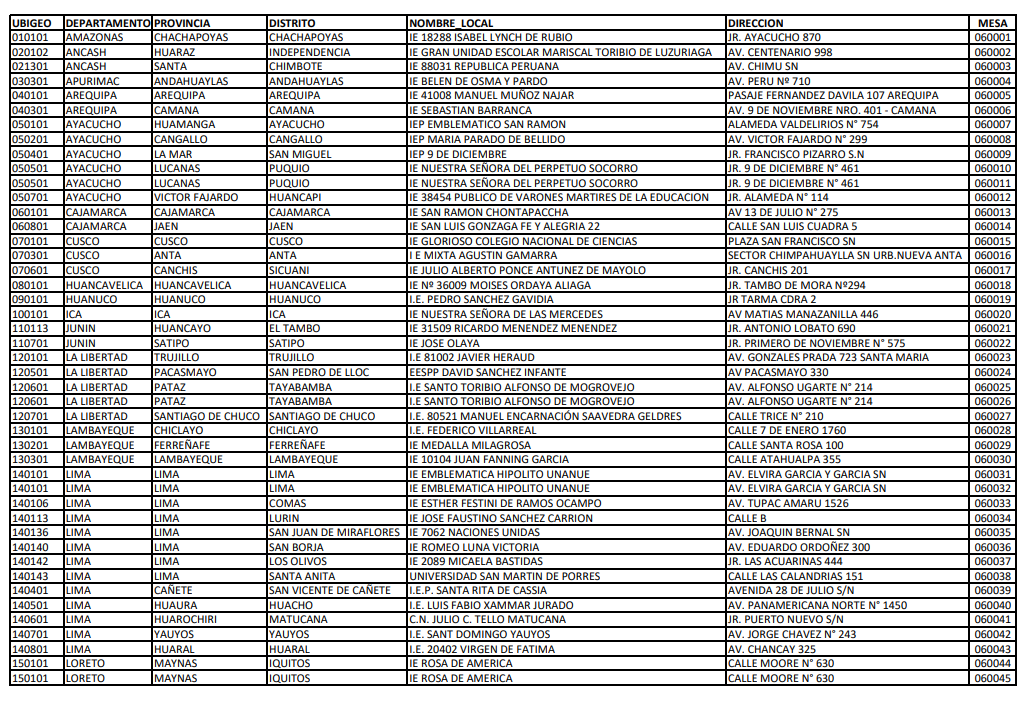 UBIGEO DEPARTAMENTO PROVINCIA DISTRITO NOMBRE_LOCAL DIRECCION MESA
010101 AMAZONAS CHACHAPOYAS CHACHAPOYAS IE 18288 ISABEL LYNCH DE RUBIO JR. AYACUCHO 870 060001
020102 ANCASH HUARAZ INDEPENDENCIA IE GRAN UNIDAD ESCOLAR MARISCAL TORIBIO DE LUZURIAGA AV. CENTENARIO 998 060002
021301 ANCASH SANTA CHIMBOTE IE 88031 REPUBLICA PERUANA AV. CHIMU SN 060003
030301 APURIMAC ANDAHUAYLAS ANDAHUAYLAS IE BELEN DE OSMA Y PARDO AV. PERU Nº 710 060004
040101 AREQUIPA AREQUIPA AREQUIPA IE 41008 MANUEL MUÑOZ NAJAR PASAJE FERNANDEZ DAVILA 107 AREQUIPA 060005
040301 AREQUIPA CAMANA CAMANA IE SEBASTIAN BARRANCA AV. 9 DE NOVIEMBRE NRO. 401 - CAMANA 060006
050101 AYACUCHO HUAMANGA AYACUCHO IEP EMBLEMATICO SAN RAMON ALAMEDA VALDELIRIOS N° 754 060007
050201 AYACUCHO CANGALLO CANGALLO IEP MARIA PARADO DE BELLIDO AV. VICTOR FAJARDO N° 299 060008
050401 AYACUCHO LA MAR SAN MIGUEL IEP 9 DE DICIEMBRE JR. FRANCISCO PIZARRO S.N 060009
050501 AYACUCHO LUCANAS PUQUIO IE NUESTRA SEÑORA DEL PERPETUO SOCORRO JR. 9 DE DICIEMBRE N° 461 060010
050501 AYACUCHO LUCANAS PUQUIO IE NUESTRA SEÑORA DEL PERPETUO SOCORRO JR. 9 DE DICIEMBRE N° 461 060011
050701 AYACUCHO VICTOR FAJARDO HUANCAPI IE 38454 PUBLICO DE VARONES MARTIRES DE LA EDUCACION JR. ALAMEDA N° 114 060012
060101 CAJAMARCA CAJAMARCA CAJAMARCA IE SAN RAMON CHONTAPACCHA AV 13 DE JULIO N° 275 060013
060801 CAJAMARCA JAEN JAEN IE SAN LUIS GONZAGA FE Y ALEGRIA 22 CALLE SAN LUIS CUADRA 5 060014
070101 CUSCO CUSCO CUSCO IE GLORIOSO COLEGIO NACIONAL DE CIENCIAS PLAZA SAN FRANCISCO SN 060015
070301 CUSCO ANTA ANTA I E MIXTA AGUSTIN GAMARRA SECTOR CHIMPAHUAYLLA SN URB.NUEVA ANTA 060016
070601 CUSCO CANCHIS SICUANI IE JULIO ALBERTO PONCE ANTUNEZ DE MAYOLO JR. CANCHIS 201 060017
080101 HUANCAVELICA HUANCAVELICA HUANCAVELICA IE Nº 36009 MOISES ORDAYA ALIAGA JR. TAMBO DE MORA Nº294 060018
090101 HUANUCO HUANUCO HUANUCO I.E. PEDRO SANCHEZ GAVIDIA JR TARMA CDRA 2 060019
100101 ICA ICA ICA IE NUESTRA SEÑORA DE LAS MERCEDES AV MATIAS MANAZANILLA 446 060020
110113 JUNIN HUANCAYO EL TAMBO IE 31509 RICARDO MENENDEZ MENENDEZ JR. ANTONIO LOBATO 690 060021
110701 JUNIN SATIPO SATIPO IE JOSE OLAYA JR. PRIMERO DE NOVIEMBRE N° 575 060022
120101 LA LIBERTAD TRUJILLO TRUJILLO I.E 81002 JAVIER HERAUD AV. GONZALES PRADA 723 SANTA MARIA 060023
120501 LA LIBERTAD PACASMAYO SAN PEDRO DE LLOC EESPP DAVID SANCHEZ INFANTE AV PACASMAYO 330 060024
120601 LA LIBERTAD PATAZ TAYABAMBA I.E SANTO TORIBIO ALFONSO DE MOGROVEJO AV. ALFONSO UGARTE N° 214 060025
120601 LA LIBERTAD PATAZ TAYABAMBA I.E SANTO TORIBIO ALFONSO DE MOGROVEJO AV. ALFONSO UGARTE N° 214 060026
120701 LA LIBERTAD SANTIAGO DE CHUCO SANTIAGO DE CHUCO I.E. 80521 MANUEL ENCARNACIÓN SAAVEDRA GELDRES CALLE TRICE N° 210 060027
130101 LAMBAYEQUE CHICLAYO CHICLAYO I.E. FEDERICO VILLARREAL CALLE 7 DE ENERO 1760 060028
130201 LAMBAYEQUE FERREÑAFE FERREÑAFE IE MEDALLA MILAGROSA CALLE SANTA ROSA 100 060029
130301 LAMBAYEQUE LAMBAYEQUE LAMBAYEQUE IE 10104 JUAN FANNING GARCIA CALLE ATAHUALPA 355 060030
140101 LIMA LIMA LIMA IE EMBLEMATICA HIPOLITO UNANUE AV. ELVIRA GARCIA Y GARCIA SN 060031
140101 LIMA LIMA LIMA IE EMBLEMATICA HIPOLITO UNANUE AV. ELVIRA GARCIA Y GARCIA SN 060032
140106 LIMA LIMA COMAS IE ESTHER FESTINI DE RAMOS OCAMPO AV. TUPAC AMARU 1526 060033
140113 LIMA LIMA LURIN IE JOSE FAUSTINO SANCHEZ CARRION CALLE B 060034
140136 LIMA LIMA SAN JUAN DE MIRAFLORES IE 7062 NACIONES UNIDAS AV. JOAQUIN BERNAL SN 060035
140140 LIMA LIMA SAN BORJA IE ROMEO LUNA VICTORIA AV. EDUARDO ORDOÑEZ 300 060036
140142 LIMA LIMA LOS OLIVOS IE 2089 MICAELA BASTIDAS JR. LAS ACUARINAS 444 060037
140143 LIMA LIMA SANTA ANITA UNIVERSIDAD SAN MARTIN DE PORRES CALLE LAS CALANDRIAS 151 060038
140401 LIMA CAÑETE SAN VICENTE DE CAÑETE I.E.P. SANTA RITA DE CASSIA AVENIDA 28 DE JULIO S/N 060039
140501 LIMA HUAURA HUACHO I.E. LUIS FABIO XAMMAR JURADO AV. PANAMERICANA NORTE N° 1450 060040
140601 LIMA HUAROCHIRI MATUCANA C.N. JULIO C. TELLO MATUCANA JR. PUERTO NUEVO S/N 060041
140701 LIMA YAUYOS YAUYOS I.E. SANT DOMINGO YAUYOS AV. JORGE CHAVEZ N° 243 060042
140801 LIMA HUARAL HUARAL I.E. 20402 VIRGEN DE FATIMA AV. CHANCAY 325 060043
150101 LORETO MAYNAS IQUITOS IE ROSA DE AMERICA CALLE MOORE N° 630 060044
150101 LORETO MAYNAS IQUITOS IE ROSA DE AMERICA CALLE MOORE N° 630 060045